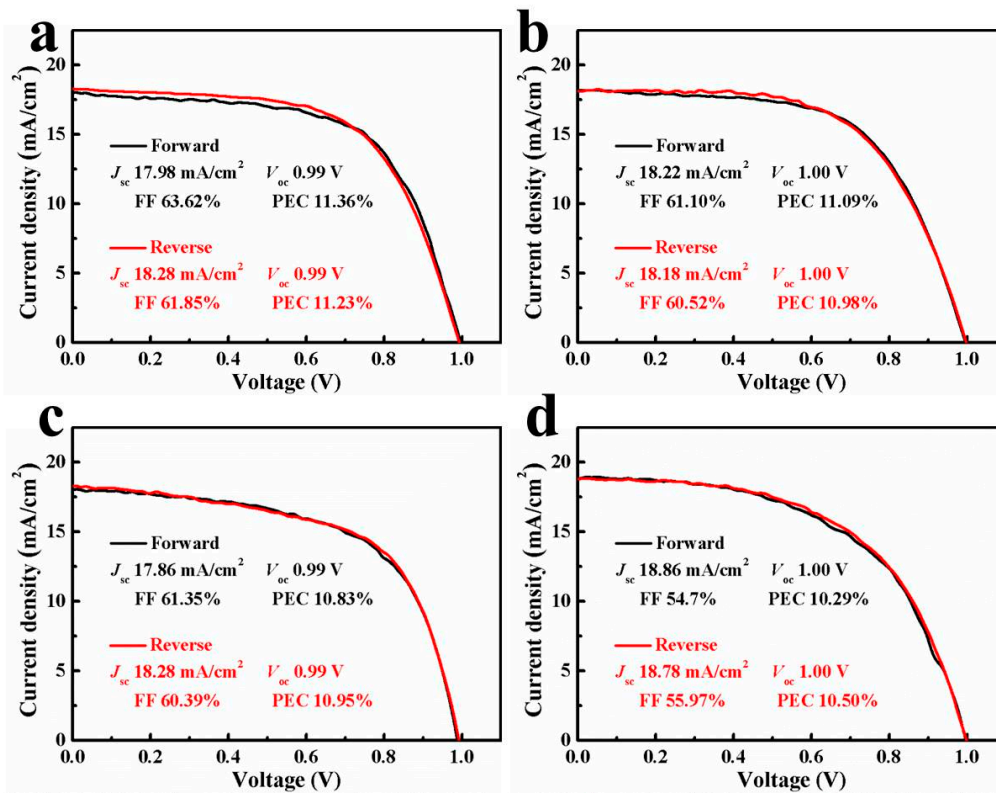 a
Current density (mA/cm²)
20
15
10
5
0
Forward
Jsc 17.98 mA/cm² Voc 0.99 V
FF 63.62% PEC 11.36%
Reverse
Jsc 18.28 mA/cm² Voc 0.99 V
FF 61.85% PEC 11.23%
0.0 0.2 0.4 0.6 0.8 1.0
Voltage (V)
b
Current density (mA/cm²)
20
15
10
5
0
Forward
Jsc 18.22 mA/cm² Voc 1.00 V
FF 61.10% PEC 11.09%
Reverse
Jsc 18.18 mA/cm² Voc 1.00 V
FF 60.52% PEC 10.98%
0.0 0.2 0.4 0.6 0.8 1.0
Voltage (V)
c
Current density (mA/cm²)
20
15
10
5
0
Forward
Jsc 17.86 mA/cm² Voc 0.99 V
FF 61.35% PEC 10.83%
Reverse
Jsc 18.28 mA/cm² Voc 0.99 V
FF 60.39% PEC 10.95%
0.0 0.2 0.4 0.6 0.8 1.0
Voltage (V)
d
Current density (mA/cm²)
20
15
10
5
0
Forward
Jsc 18.86 mA/cm² Voc 1.00 V
FF 54.7% PEC 10.29%
Reverse
Jsc 18.78 mA/cm² Voc 1.00 V
FF 55.97% PEC 10.50%
0.0 0.2 0.4 0.6 0.8 1.0
Voltage (V)